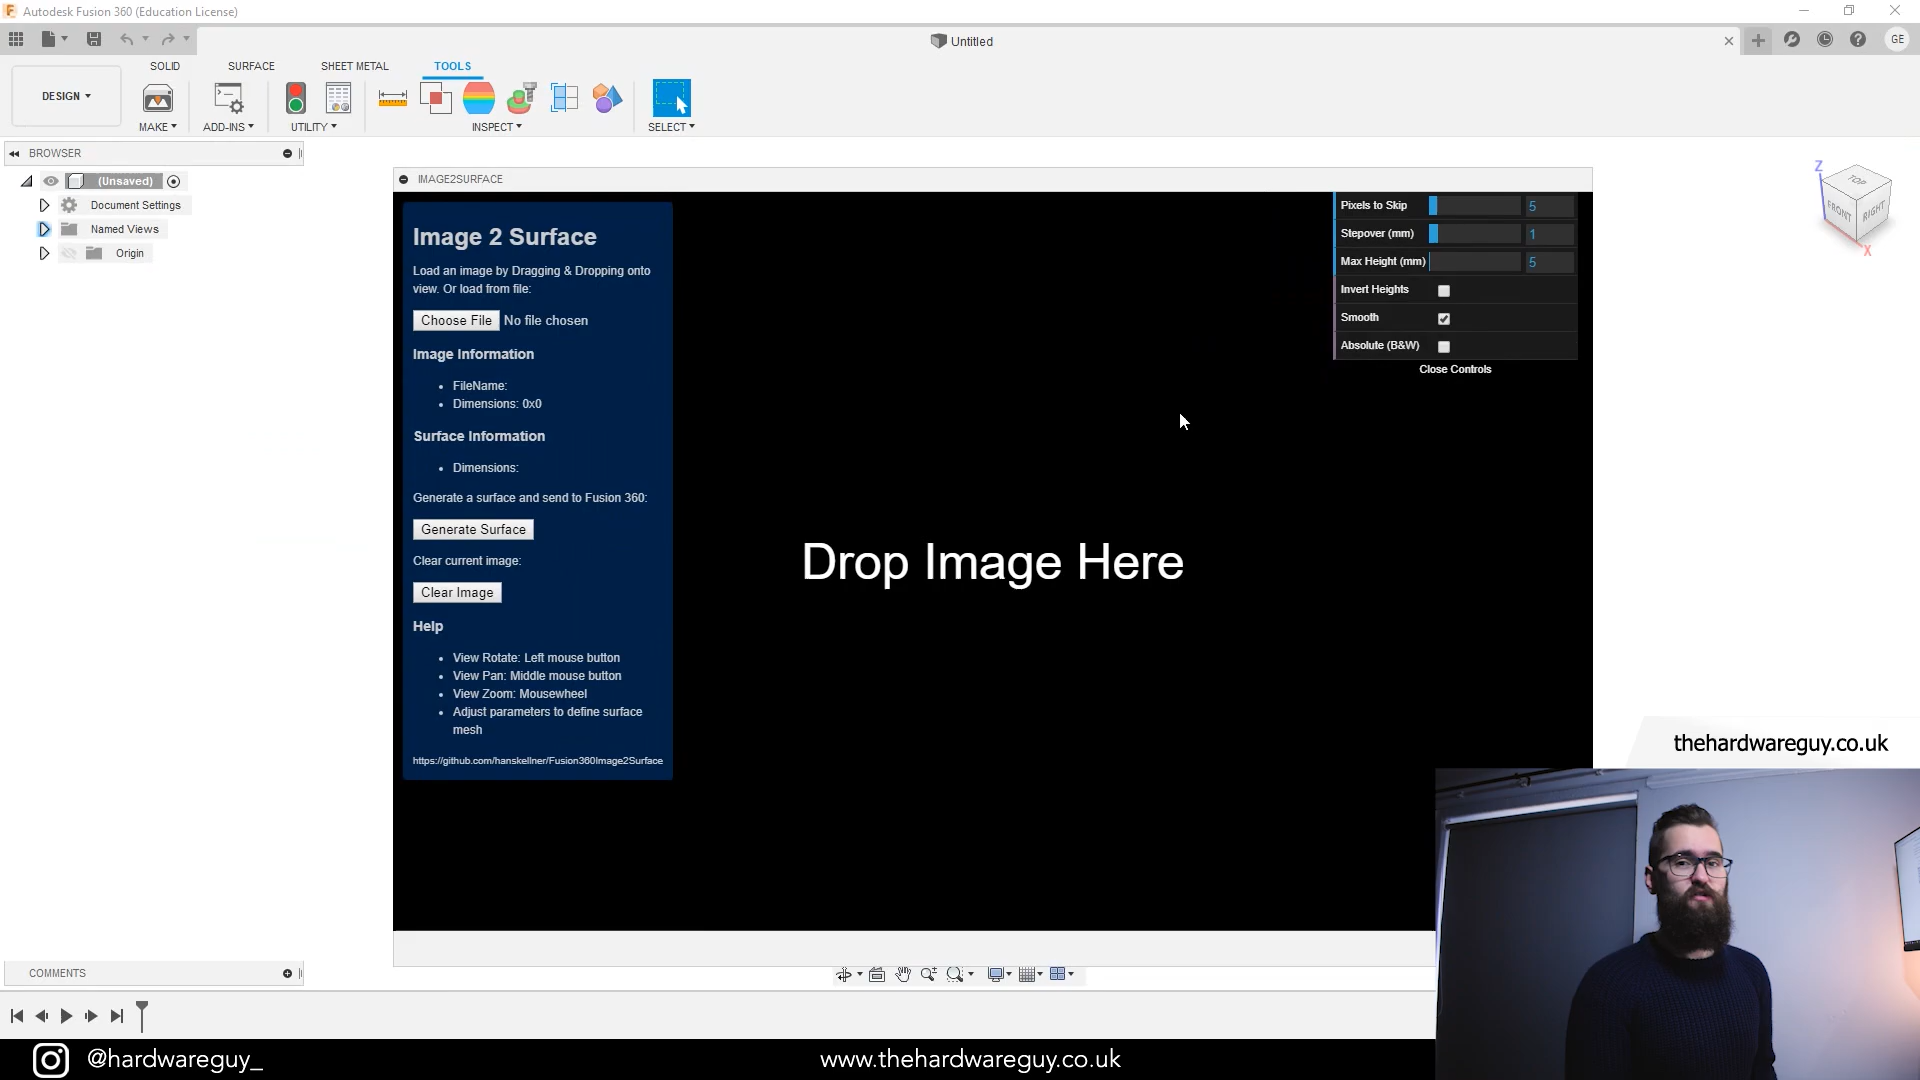 Autodesk Fusion 360 (Education License)
Untitled
GE
SOLID
SURFACE
SHEET METAL
TOOLS
DESIGN
MAKE
ADD-INS
UTILITY
INSPECT
SELECT
BROWSER
(Unsaved)
Document Settings
Named Views
Origin
IMAGE2SURFACE
Image 2 Surface
Load an image by Dragging & Dropping onto
view. Or load from file:
Choose File No file chosen
Image Information
FileName:
Dimensions: 0x0
Surface Information
Dimensions:
Generate a surface and send to Fusion 360:
Generate Surface
Clear current image:
Clear Image
Help
View Rotate: Left mouse button
View Pan: Middle mouse button
View Zoom: Mousewheel
Adjust parameters to define surface
mesh
https://github.com/hanskellner/Fusion360Image2Surface
Drop Image Here
Pixels to Skip 5
Stepover (mm) 1
Max Height (mm) 5
Invert Heights
Smooth
Absolute (B&W)
Close Controls
Z
TOP
FRONT
RIGHT
X
thehardwareguy.co.uk
COMMENTS
@hardwareguy_
www.thehardwareguy.co.uk